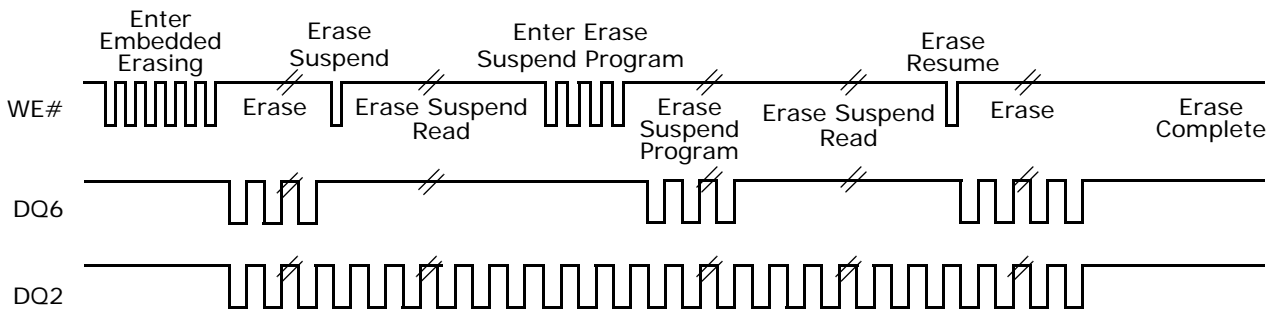 Enter
Embedded
Erasing
Erase
Suspend
Enter Erase
Suspend Program
Erase
Resume
WE#
Erase
Erase Suspend
Read
Erase
Suspend
Program
Erase Suspend
Read
Erase
Erase
Complete
DQ6
DQ2